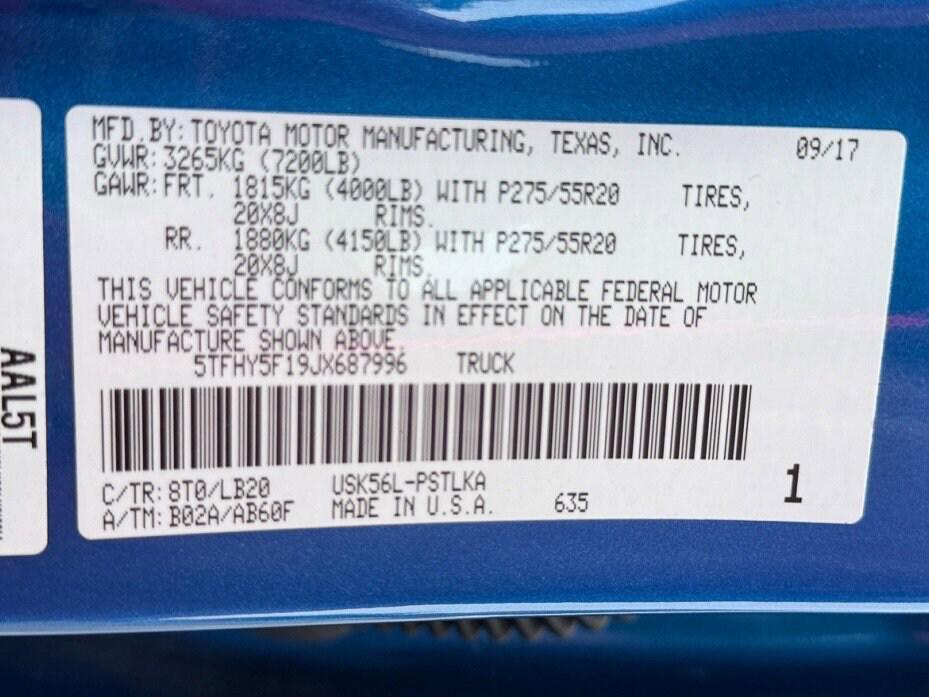 MFD.BY: TOYOTA MOTOR MANUFACTURING, TEXAS, INC. 09/17
GVWR: 3265KG (7200LB)
GAWR: FRT. 1815KG (4000LB) WITH P275/55R20 TIRES,
20X8J RIMS.
RR. 1880KG (4150LB) WITH P275/55R20 TIRES,
20X8J RIMS.
THIS VEHICLE CONFORMS TO ALL APPLICABLE FEDERAL MOTOR
VEHICLE SAFETY STANDARDS IN EFFECT ON THE DATE OF
MANUFACTURE SHOWN ABOVE.
5TFHY5F19JX687996 TRUCK
C/TR: 8T0/LB20 USK56L-PSTLKA
A/TM: B02A/AB60F MADE IN U.S.A. 635
1
AAL5T